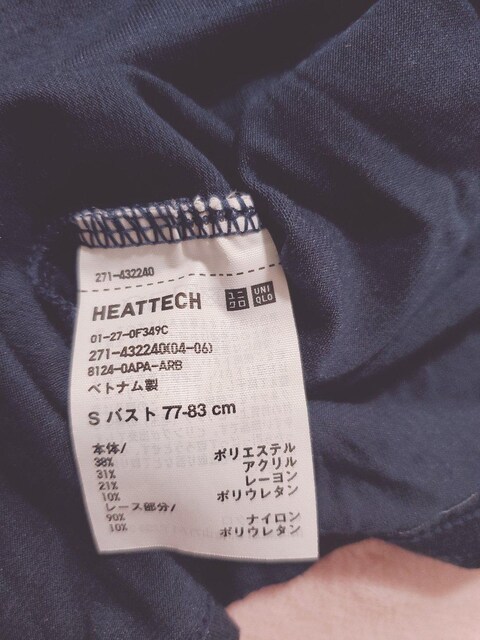 271-432240
HEATTECH ユニクロ UNIQLO
01-27-0F349C
271-432240(04-06)
8124-0APA-ARB
ベトナム製
S バスト 77-83 cm
本体/
38% ポリエステル
31% アクリル
21% レーヨン
10% ポリウレタン
レース部分/
90% ナイロン
10% ポリウレタン